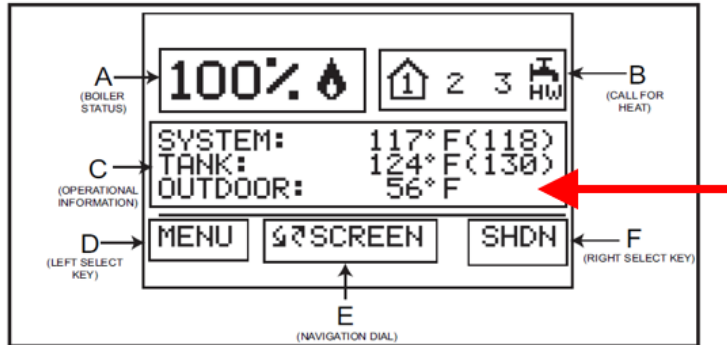 A
(BOILER
STATUS)
100%
1 2 3 HW
B
(CALL FOR
HEAT)
C
(OPERATIONAL
INFORMATION)
SYSTEM: 117°F(118)
TANK: 124°F(130)
OUTDOOR: 56°F
D
(LEFT SELECT
KEY)
MENU SCREEN SHDN
F
(RIGHT SELECT KEY)
E
(NAVIGATION DIAL)